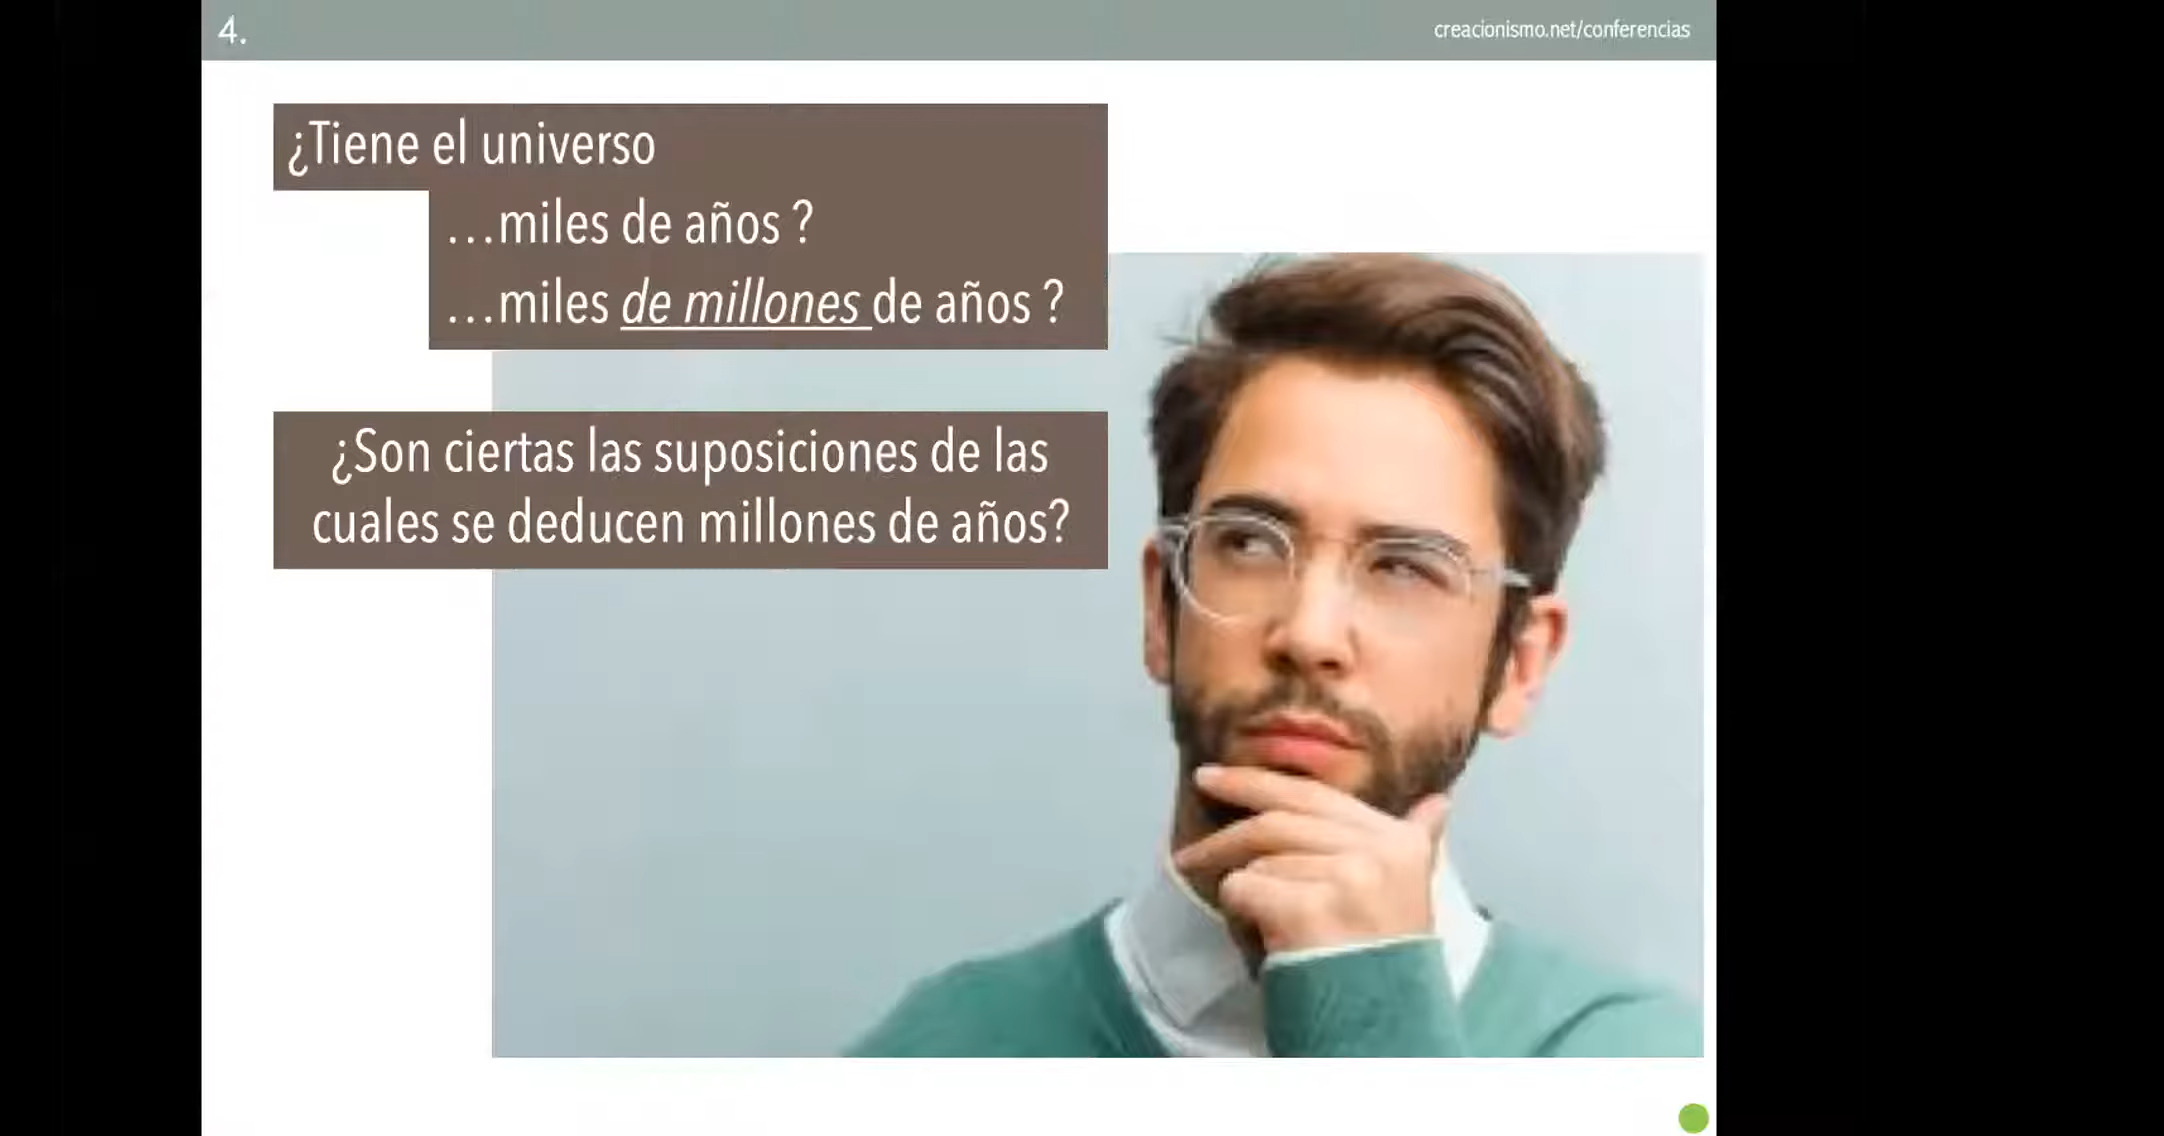 4.
creacionismo.net/conferencias
¿Tiene el universo
...miles de años ?
...miles de millones de años ?
¿Son ciertas las suposiciones de las
cuales se deducen millones de años?